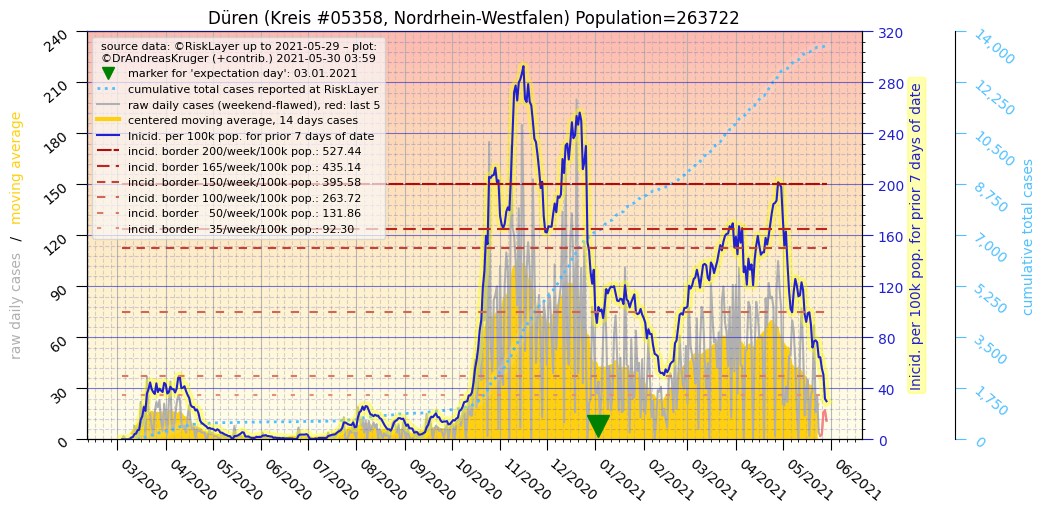 Düren (Kreis #05358, Nordrhein-Westfalen) Population=263722
source data: ©RiskLayer up to 2021-05-29 – plot:
©DrAndreasKruger (+contrib.) 2021-05-30 03:59
marker for 'expectation day': 03.01.2021
cumulative total cases reported at RiskLayer
raw daily cases (weekend-flawed), red: last 5
centered moving average, 14 days cases
Inicid. per 100k pop. for prior 7 days of date
incid. border 200/week/100k pop.: 527.44
incid. border 165/week/100k pop.: 435.14
incid. border 150/week/100k pop.: 395.58
incid. border 100/week/100k pop.: 263.72
incid. border   50/week/100k pop.: 131.86
incid. border   35/week/100k pop.: 92.30
raw daily cases / moving average
240
210
180
150
120
90
60
30
0
320
280
240
200
160
120
80
40
0
Inicid. per 100k pop. for prior 7 days of date
14,000
12,250
10,500
8,750
7,000
5,250
3,500
1,750
0
cumulative total cases
03/2020
04/2020
05/2020
06/2020
07/2020
08/2020
09/2020
10/2020
11/2020
12/2020
01/2021
02/2021
03/2021
04/2021
05/2021
06/2021